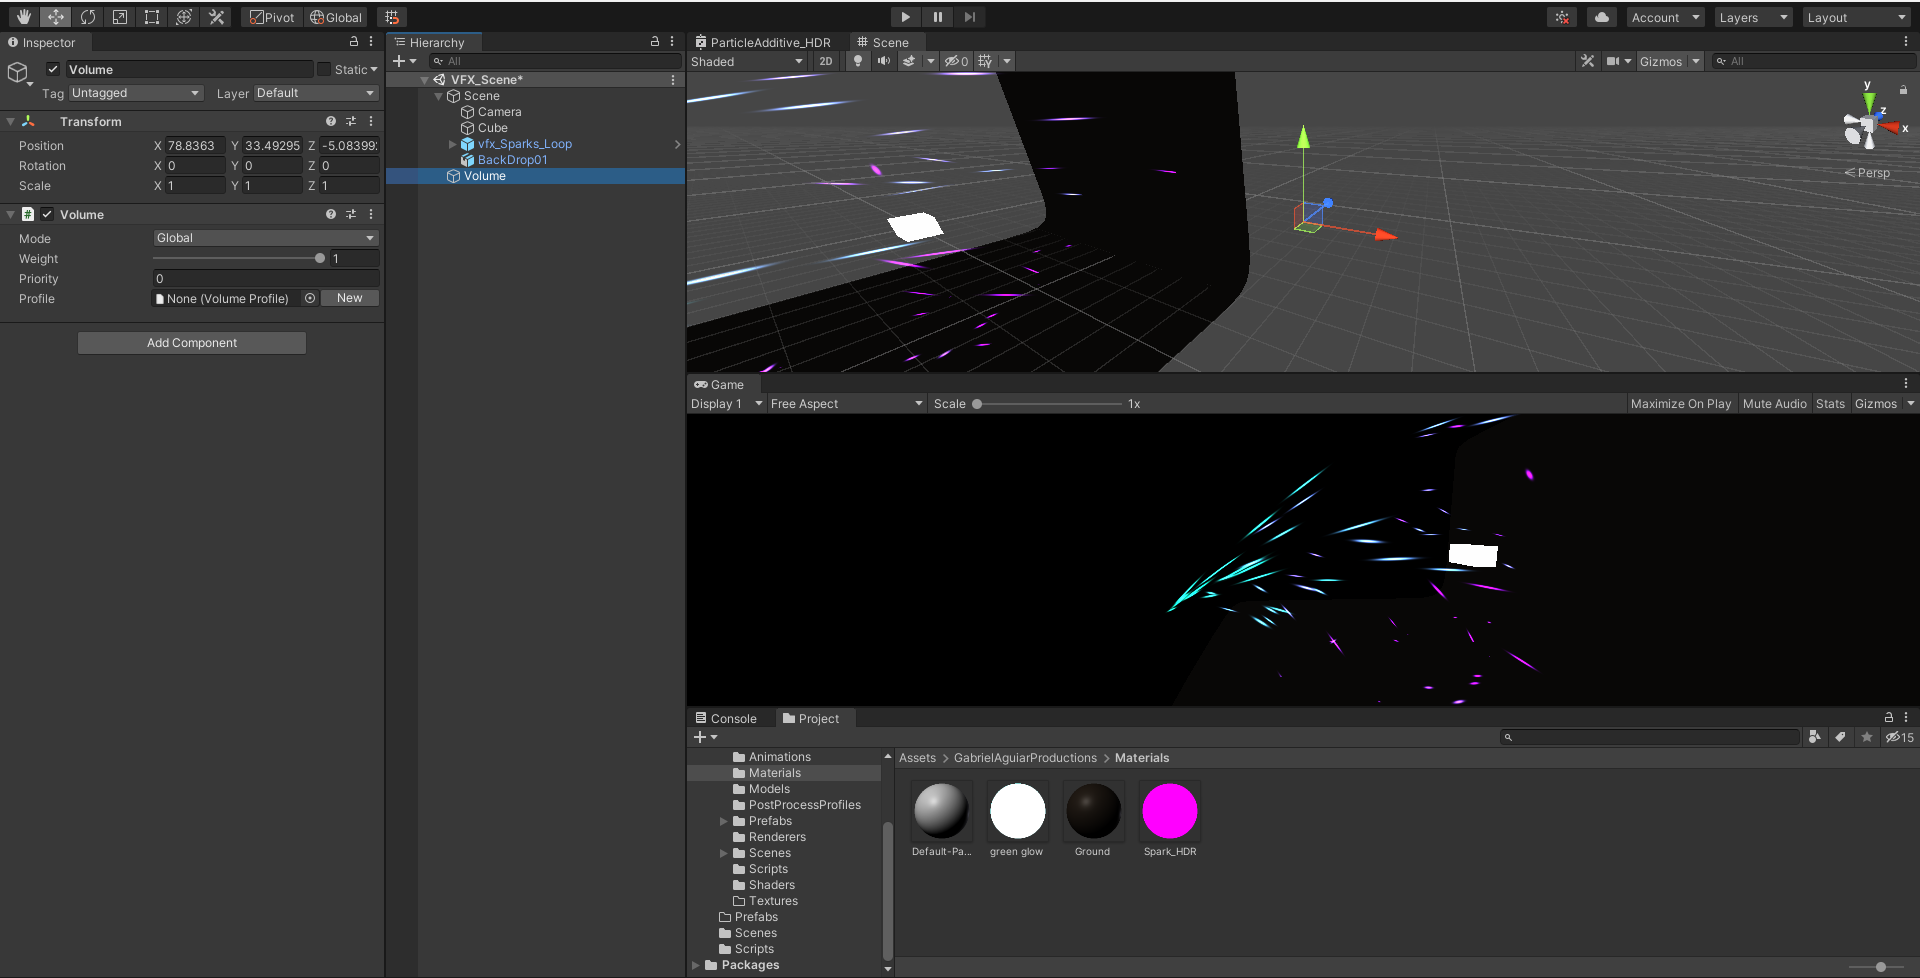 Pivot Global Account Layers Layout
Inspector
Volume Static
Tag Untagged Layer Default
Transform
Position X 78.8363 Y 33.49295 Z -5.08399
Rotation X 0 Y 0 Z 0
Scale X 1 Y 1 Z 1
# Volume
Mode Global
Weight 1
Priority 0
Profile None (Volume Profile) New
Add Component
Hierarchy
All
VFX_Scene*
Scene
Camera
Cube
vfx_Sparks_Loop
BackDrop01
Volume
ParticleAdditive_HDR Scene
Shaded 2D 0 Gizmos All
y
z
x
Persp
Game
Display 1 Free Aspect Scale 1x Maximize On Play Mute Audio Stats Gizmos
Console Project
15
Animations
Materials
Models
PostProcessProfiles
Prefabs
Renderers
Scenes
Scripts
Shaders
Textures
Prefabs
Scenes
Scripts
Packages
Assets > GabrielAguiarProductions > Materials
Default-Pa... green glow Ground Spark_HDR